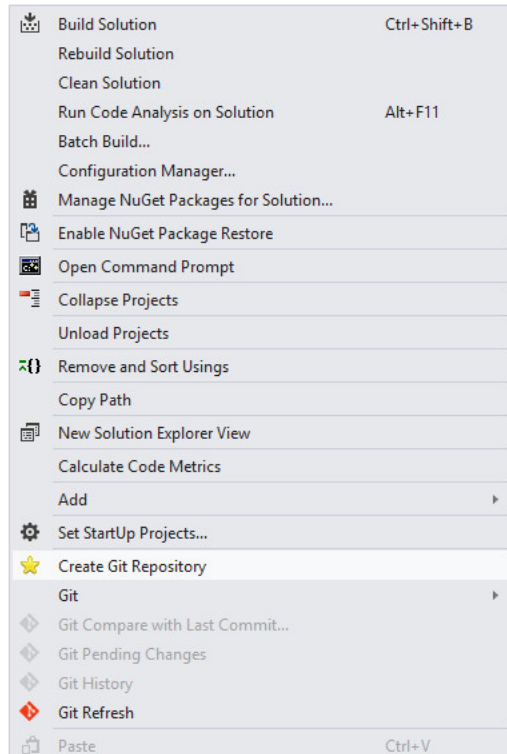 Build Solution Ctrl+Shift+B
Rebuild Solution
Clean Solution
Run Code Analysis on Solution Alt+F11
Batch Build...
Configuration Manager...
Manage NuGet Packages for Solution...
Enable NuGet Package Restore
Open Command Prompt
Collapse Projects
Unload Projects
Remove and Sort Usings
Copy Path
New Solution Explorer View
Calculate Code Metrics
Add
Set StartUp Projects...
Create Git Repository
Git
Git Compare with Last Commit...
Git Pending Changes
Git History
Git Refresh
Paste Ctrl+V